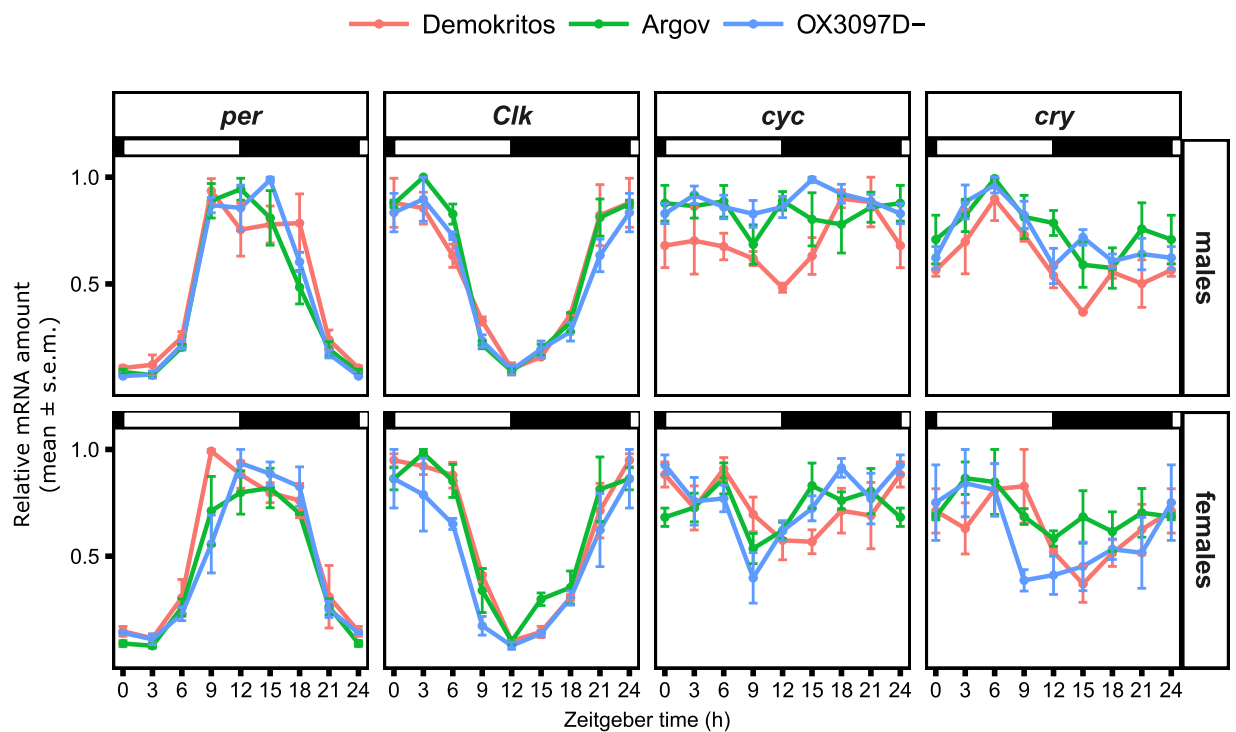 Demokritos Argov OX3097D−
per Clk cyc cry
1.0
0.5
males
Relative mRNA amount
(mean ± s.e.m.)
1.0
0.5
females
0 3 6 9 12 15 18 21 24 0 3 6 9 12 15 18 21 24 0 3 6 9 12 15 18 21 24 0 3 6 9 12 15 18 21 24
Zeitgeber time (h)